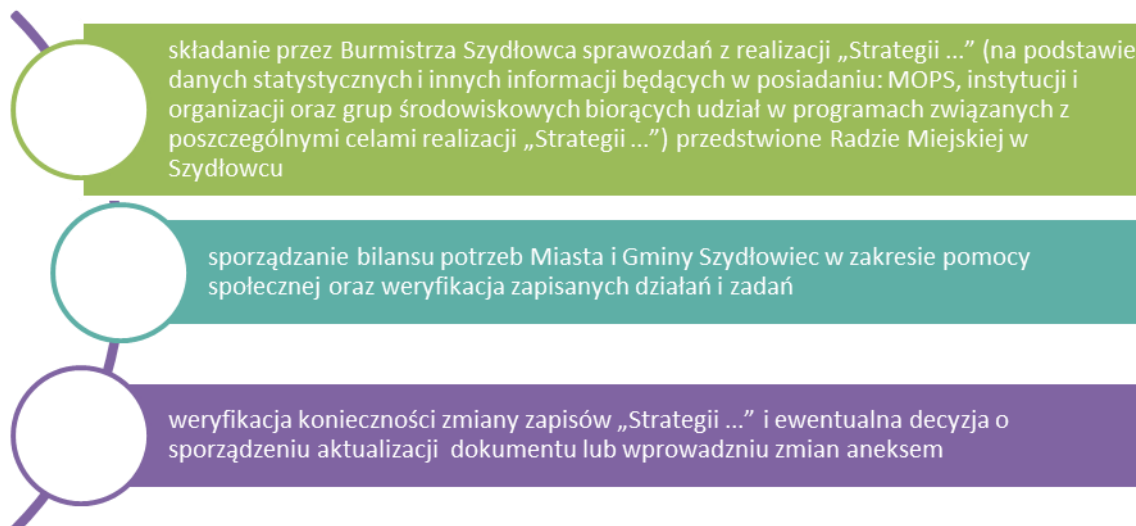 składanie przez Burmistrza Szydłowca sprawozdań z realizacji „Strategii ...” (na podstawie
danych statystycznych i innych informacji będących w posiadaniu: MOPS, instytucji i
organizacji oraz grup środowiskowych biorących udział w programach związanych z
poszczególnymi celami realizacji „Strategii ...”) przedstwione Radzie Miejskiej w
Szydłowcu
sporządzanie bilansu potrzeb Miasta i Gminy Szydłowiec w zakresie pomocy
społecznej oraz weryfikacja zapisanych działań i zadań
weryfikacja konieczności zmiany zapisów „Strategii ...” i ewentualna decyzja o
sporządzeniu aktualizacji dokumentu lub wprowadzniu zmian aneksem